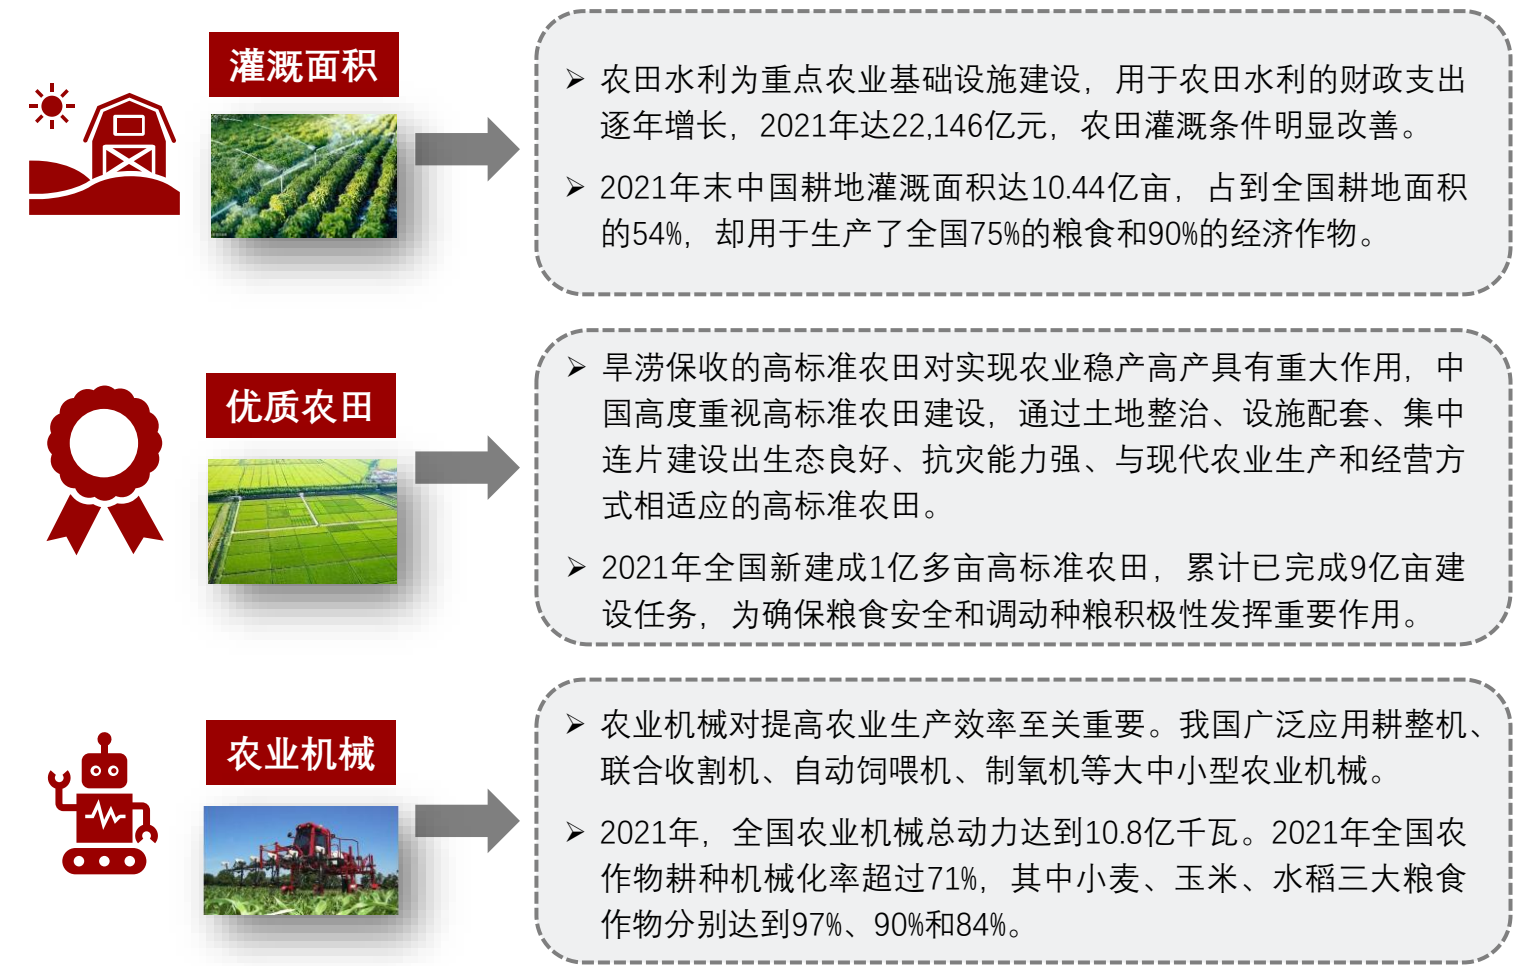 灌溉面积
➢ 农田水利为重点农业基础设施建设，用于农田水利的财政支出
逐年增长，2021年达22,146亿元，农田灌溉条件明显改善。
➢ 2021年末中国耕地灌溉面积达10.44亿亩，占到全国耕地面积
的54%，却用于生产了全国75%的粮食和90%的经济作物。
优质农田
➢ 旱涝保收的高标准农田对实现农业稳产高产具有重大作用，中
国高度重视高标准农田建设，通过土地整治、设施配套、集中
连片建设出生态良好、抗灾能力强、与现代农业生产和经营方
式相适应的高标准农田。
➢ 2021年全国新建成1亿多亩高标准农田，累计已完成9亿亩建
设任务，为确保粮食安全和调动种粮积极性发挥重要作用。
农业机械
➢ 农业机械对提高农业生产效率至关重要。我国广泛应用耕整机、
联合收割机、自动饲喂机、制氧机等大中小型农业机械。
➢ 2021年，全国农业机械总动力达到10.8亿千瓦。2021年全国农
作物耕种机械化率超过71%，其中小麦、玉米、水稻三大粮食
作物分别达到97%、90%和84%。